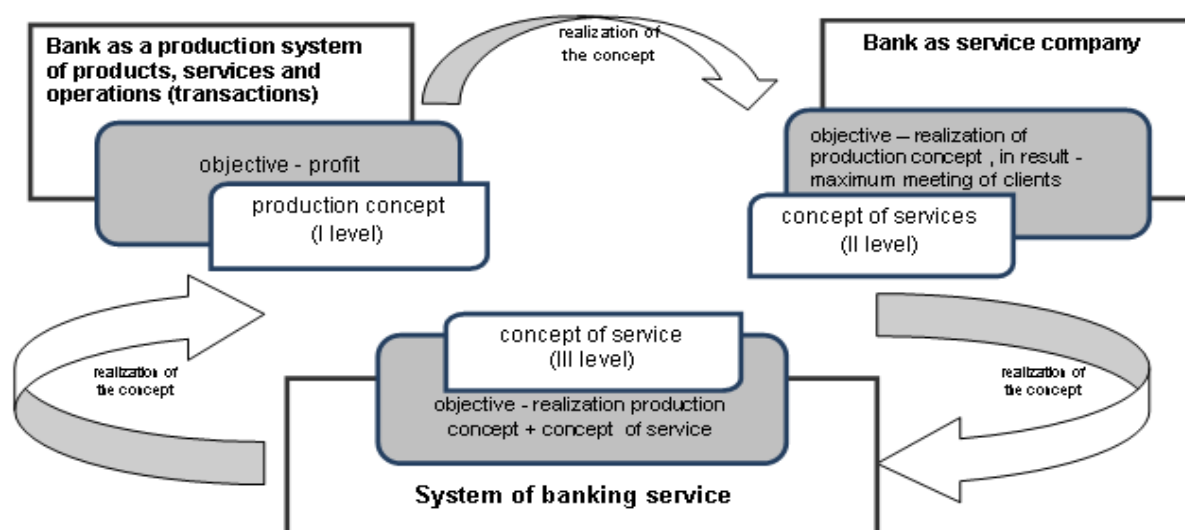 Bank as a production system
of products, services and
operations (transactions)
objective - profit
production concept
(I level)
realization of
the concept
Bank as service company
objective – realization of
production concept , in result -
maximum meeting of clients
concept of services
(II level)
realization of
the concept
concept of service
(III level)
objective - realization production
concept + concept of service
System of banking service
realization of
the concept